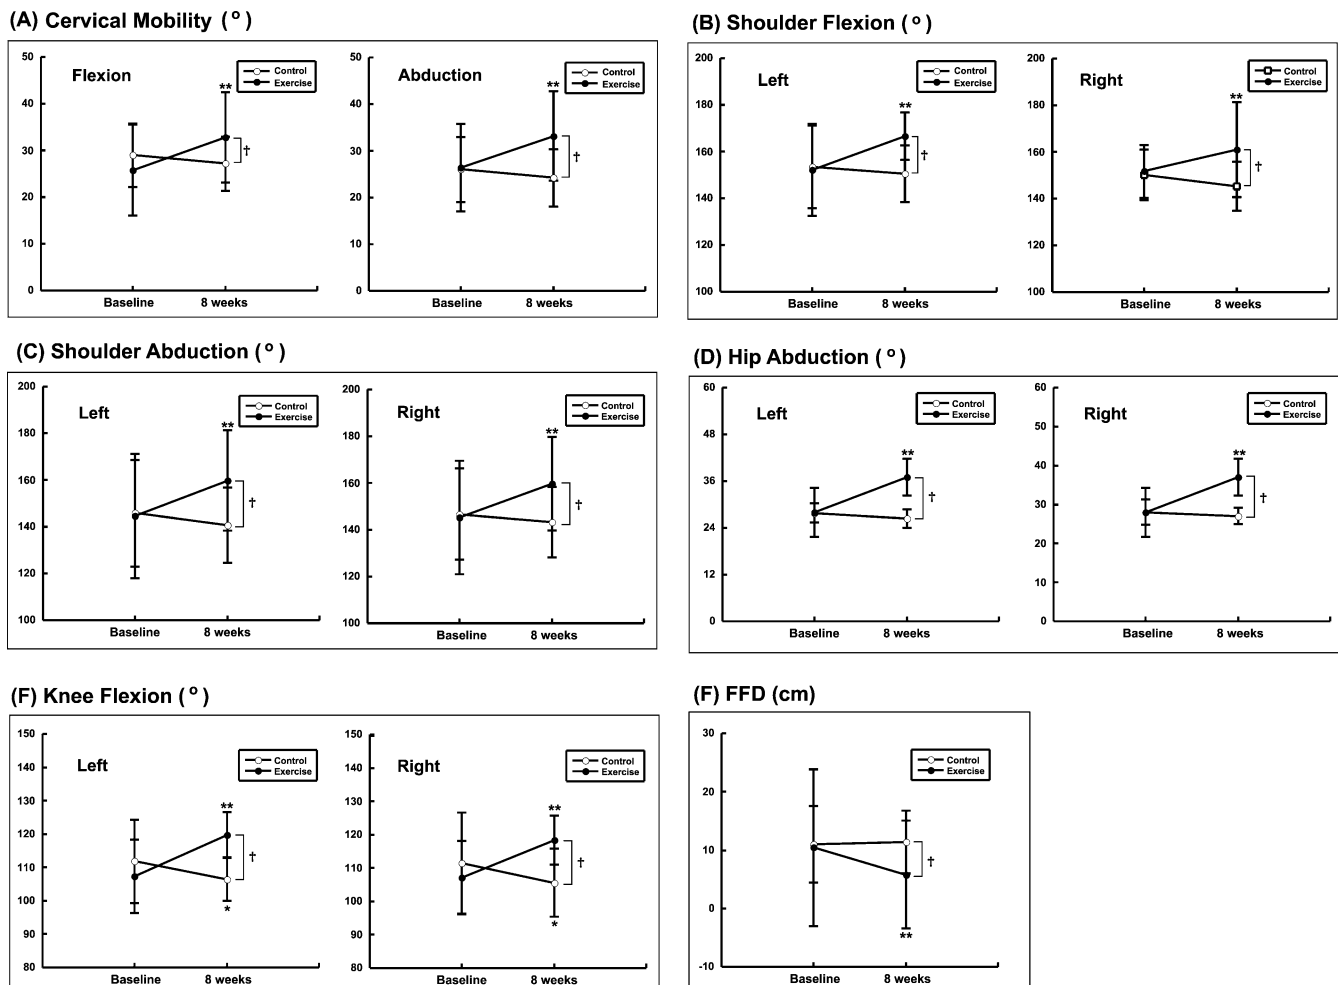 (A) Cervical Mobility ( o )
50
40
30
20
10
0
Flexion
Control
Exercise
**
†
Baseline
8 weeks
50
40
30
20
10
0
Abduction
Control
Exercise
**
†
Baseline
8 weeks
(B) Shoulder Flexion ( o )
200
180
160
140
120
100
Left
Control
Exercise
**
†
Baseline
8 weeks
200
180
160
140
120
100
Right
Control
Exercise
**
†
Baseline
8 weeks
(C) Shoulder Abduction ( o )
200
180
160
140
120
100
Left
Control
Exercise
**
†
Baseline
8 weeks
200
180
160
140
120
100
Right
Control
Exercise
**
†
Baseline
8 weeks
(D) Hip Abduction ( o )
60
48
36
24
12
0
Left
Control
Exercise
**
†
Baseline
8 weeks
60
50
40
30
20
10
0
Right
Control
Exercise
**
†
Baseline
8 weeks
(F) Knee Flexion ( o )
150
140
130
120
110
100
90
80
Left
Control
Exercise
**
†
*
Baseline
8 weeks
150
140
130
120
110
100
90
80
Right
Control
Exercise
**
†
*
Baseline
8 weeks
(F) FFD (cm)
30
20
10
0
-10
Control
Exercise
†
**
Baseline
8 weeks